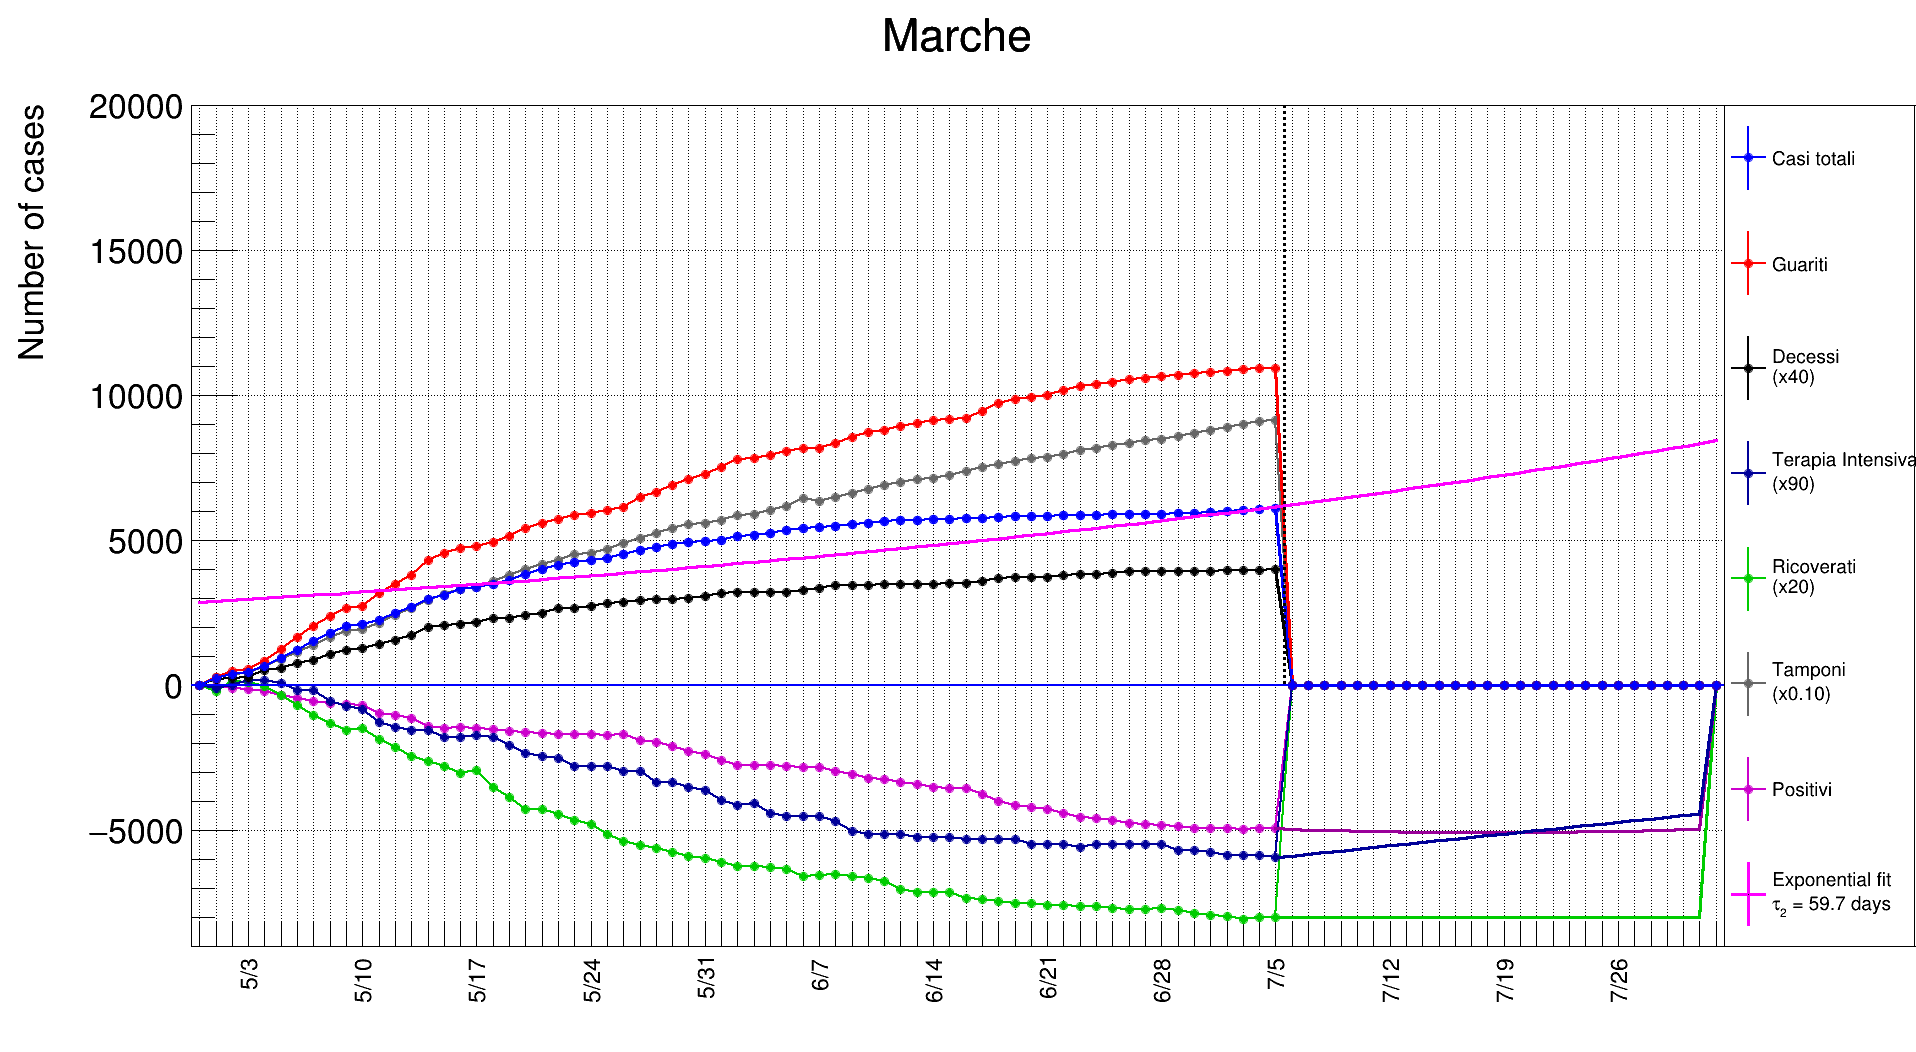 Marche
Number of cases
20000
15000
10000
5000
0
−5000
5/3
5/10
5/17
5/24
5/31
6/7
6/14
6/21
6/28
7/5
7/12
7/19
7/26
Casi totali
Guariti
Decessi
(x40)
Terapia Intensiva
(x90)
Ricoverati
(x20)
Tamponi
(x0.10)
Positivi
Exponential fit
τ₂ = 59.7 days